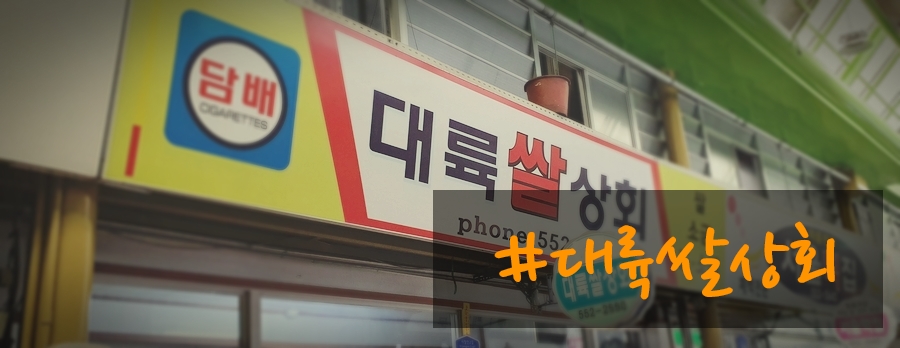 담배
CIGARETTES
대륙쌀상회
phone 552
#대륙쌀상회
대륙쌀상회